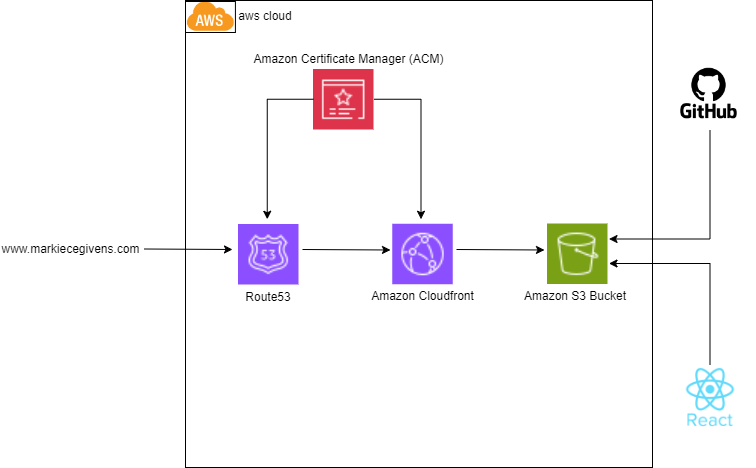 AWS
aws cloud
Amazon Certificate Manager (ACM)
GitHub
www.markiecegivens.com
53
Route53
Amazon Cloudfront
Amazon S3 Bucket
React